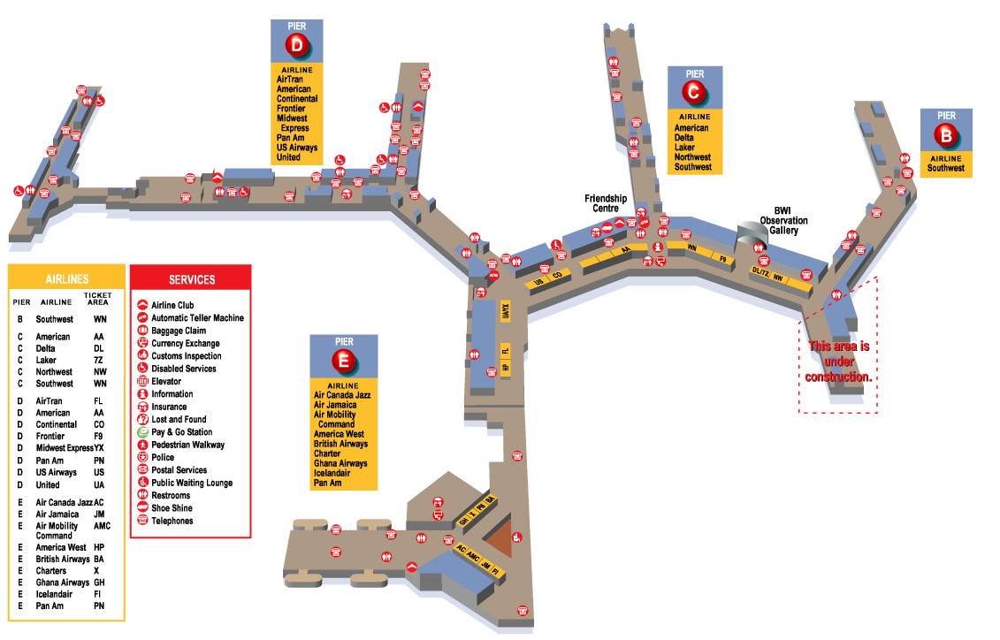 PIER
D
AIRLINE
AirTran
American
Continental
Frontier
Midwest
Express
Pan Am
US Airways
United
PIER
C
AIRLINE
American
Delta
Laker
Northwest
Southwest
PIER
B
AIRLINE
Southwest
Friendship
Centre
BWI
Observation
Gallery
AA
WN
F9
DL/7Z NW
US CO
ATM
ATM
UA/YX
FL
HP
This area is
under
construction.
PIER
E
AIRLINE
Air Canada Jazz
Air Jamaica
Air Mobility
Command
America West
British Airways
Charter
Ghana Airways
Icelandair
Pan Am
GH X PN BA
AC AMC JM FI
AIRLINES
PIER AIRLINE TICKET AREA
B Southwest WN
C American AA
C Delta DL
C Laker 7Z
C Northwest NW
C Southwest WN
D AirTran FL
D American AA
D Continental CO
D Frontier F9
D Midwest Express YX
D Pan Am PN
D US Airways US
D United UA
E Air Canada Jazz AC
E Air Jamaica JM
E Air Mobility AMC
Command
E America West HP
E British Airways BA
E Charters X
E Ghana Airways GH
E Icelandair FI
E Pan Am PN
SERVICES
Airline Club
ATM Automatic Teller Machine
Baggage Claim
Currency Exchange
Customs Inspection
Disabled Services
Elevator
Information
Insurance
Lost and Found
Pay & Go Station
Pedestrian Walkway
Police
Postal Services
Public Waiting Lounge
Restrooms
Shoe Shine
Telephones